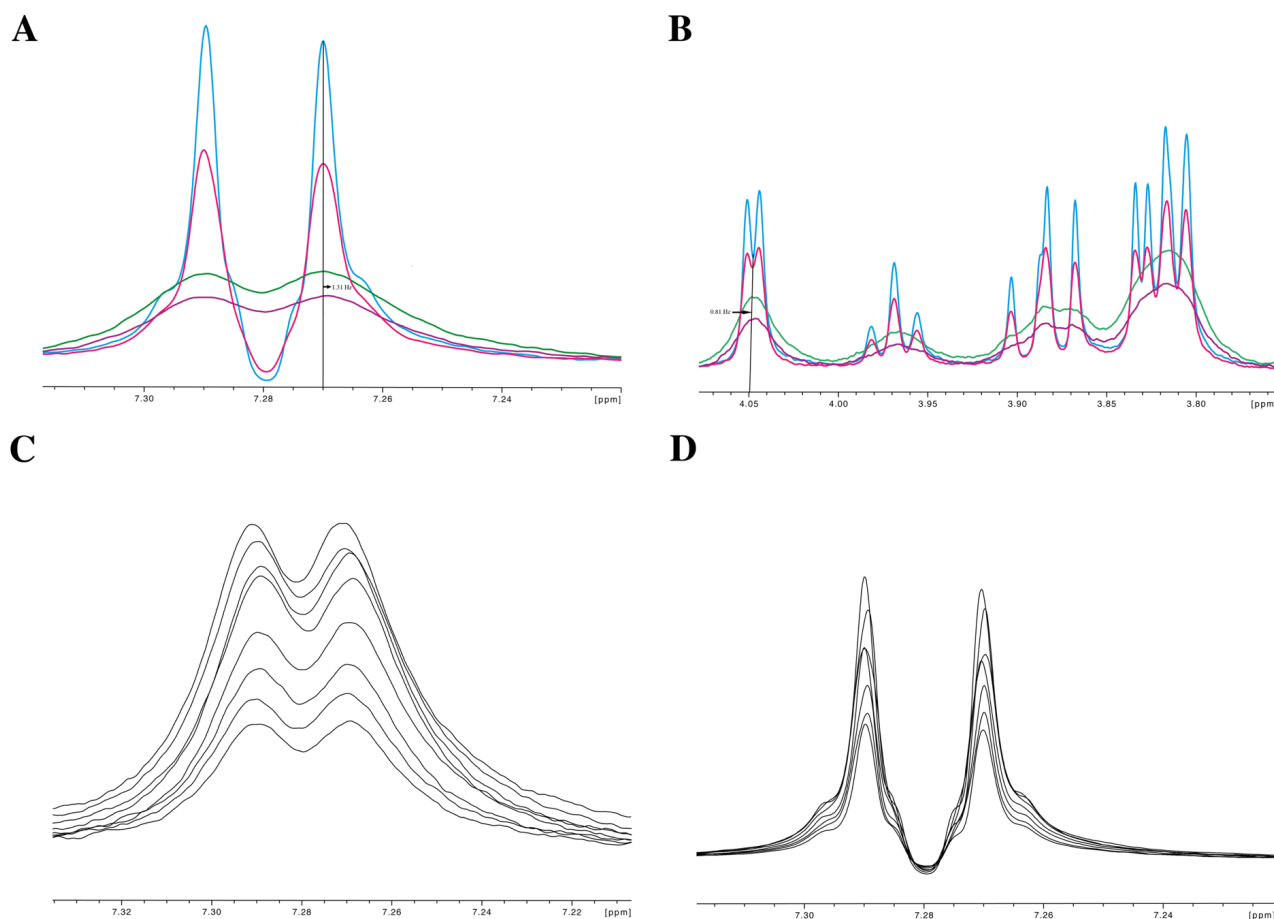 A
B
1.31 Hz
7.30 7.28 7.26 7.24 [ppm]
0.81 Hz
4.05 4.00 3.95 3.90 3.85 3.80 [ppm
C
D
7.32 7.30 7.28 7.26 7.24 7.22 [ppm]
7.30 7.28 7.26 7.24 [ppm]